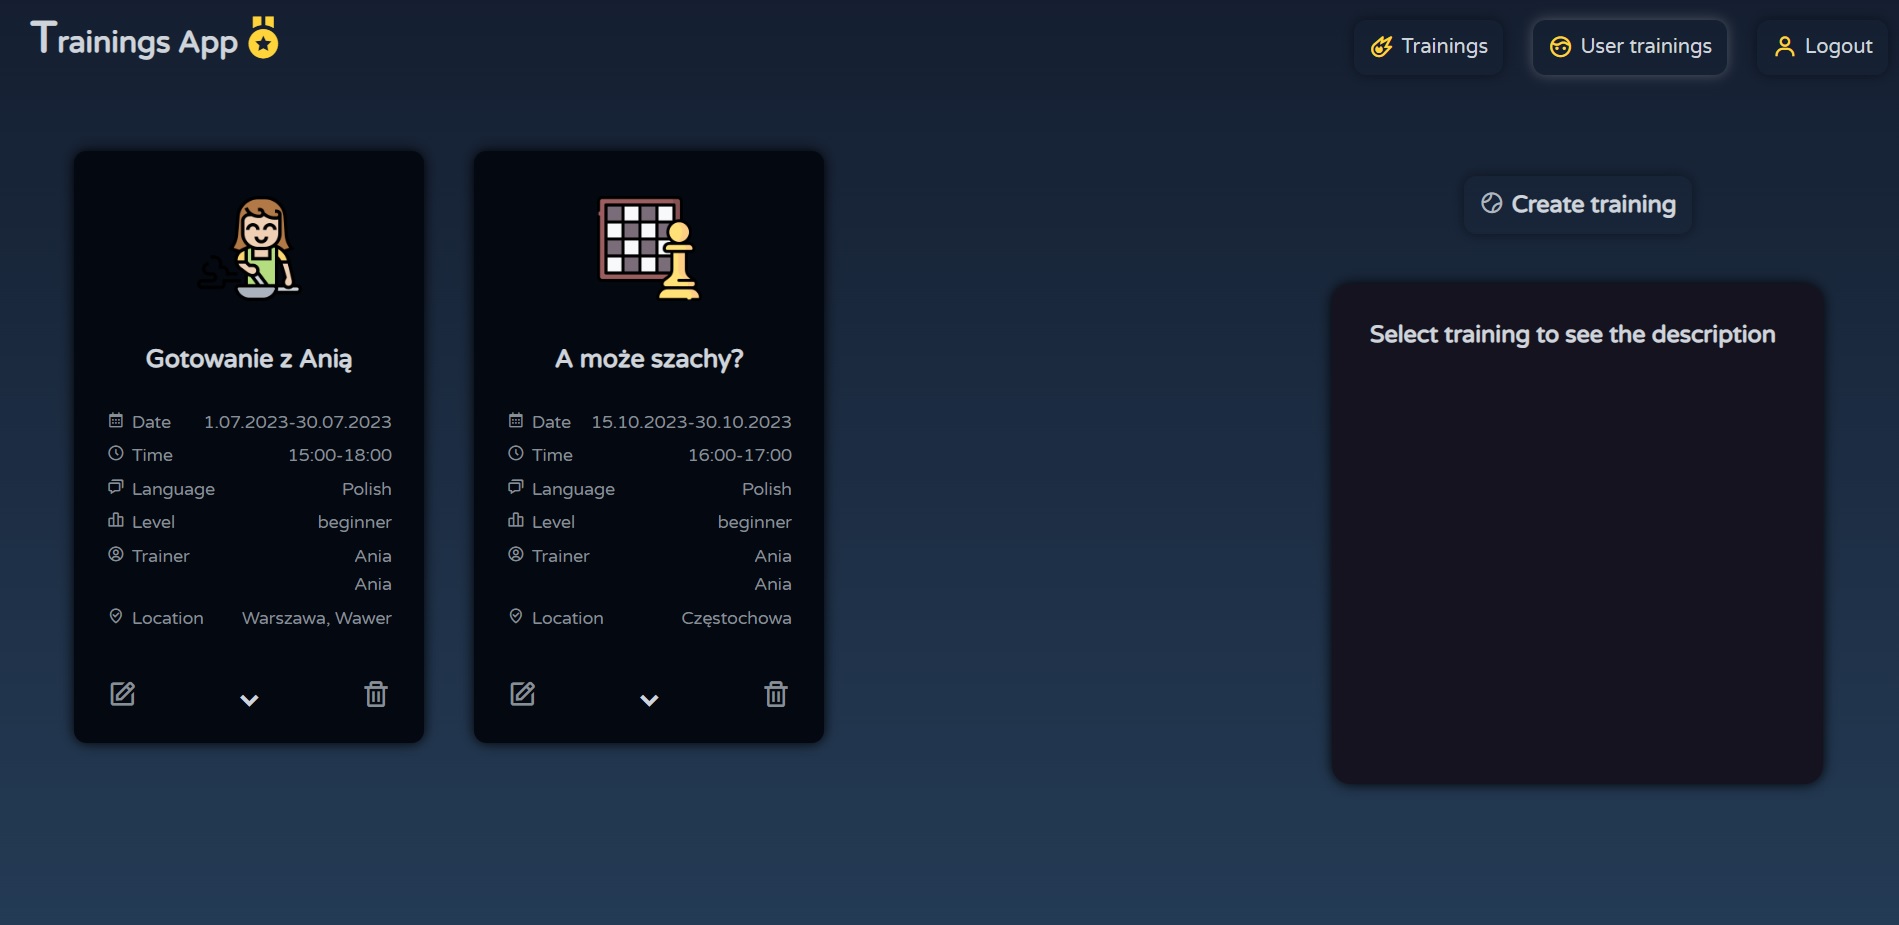 Trainings App
Trainings
User trainings
Logout
Gotowanie z Anią
Date 1.07.2023-30.07.2023
Time 15:00-18:00
Language Polish
Level beginner
Trainer Ania
Ania
Location Warszawa, Wawer
A może szachy?
Date 15.10.2023-30.10.2023
Time 16:00-17:00
Language Polish
Level beginner
Trainer Ania
Ania
Location Częstochowa
Create training
Select training to see the description